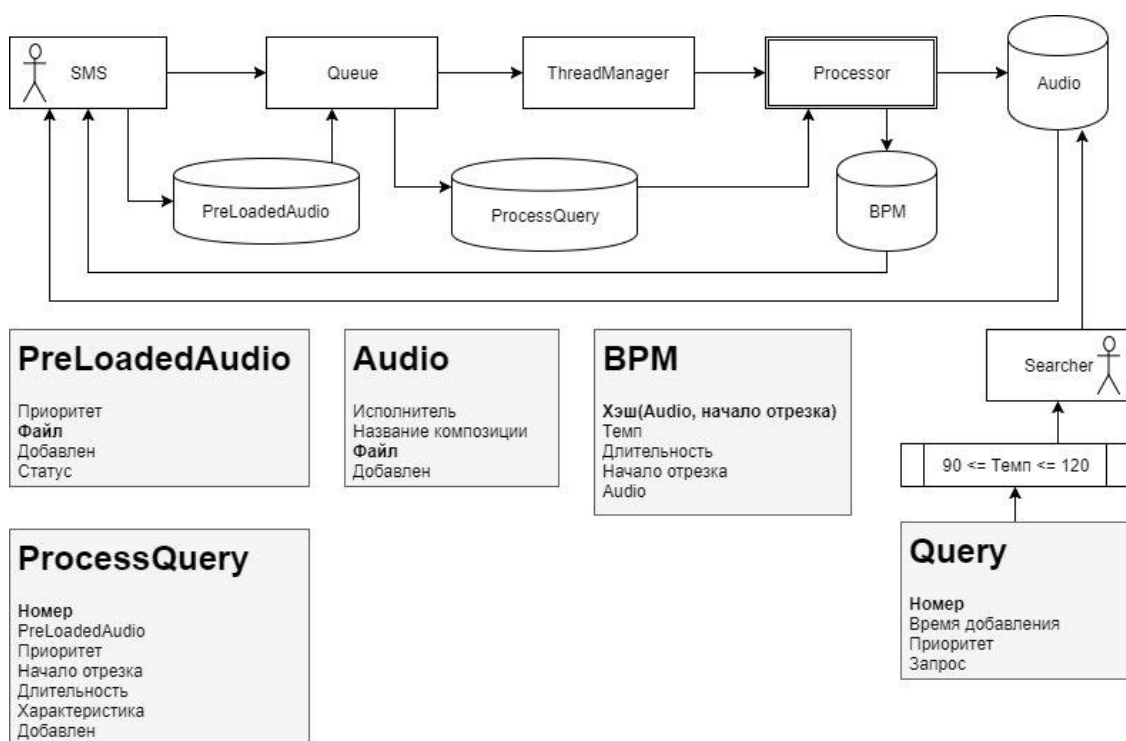 SMS
Queue
ThreadManager
Processor
Audio
PreLoadedAudio
ProcessQuery
BPM
PreLoadedAudio
Приоритет
Файл
Добавлен
Статус
Audio
Исполнитель
Название композиции
Файл
Добавлен
BPM
Хэш(Audio, начало отрезка)
Темп
Длительность
Начало отрезка
Audio
Searcher
90 <= Темп <= 120
ProcessQuery
Номер
PreLoadedAudio
Приоритет
Начало отрезка
Длительность
Характеристика
Добавлен
Query
Номер
Время добавления
Приоритет
Запрос